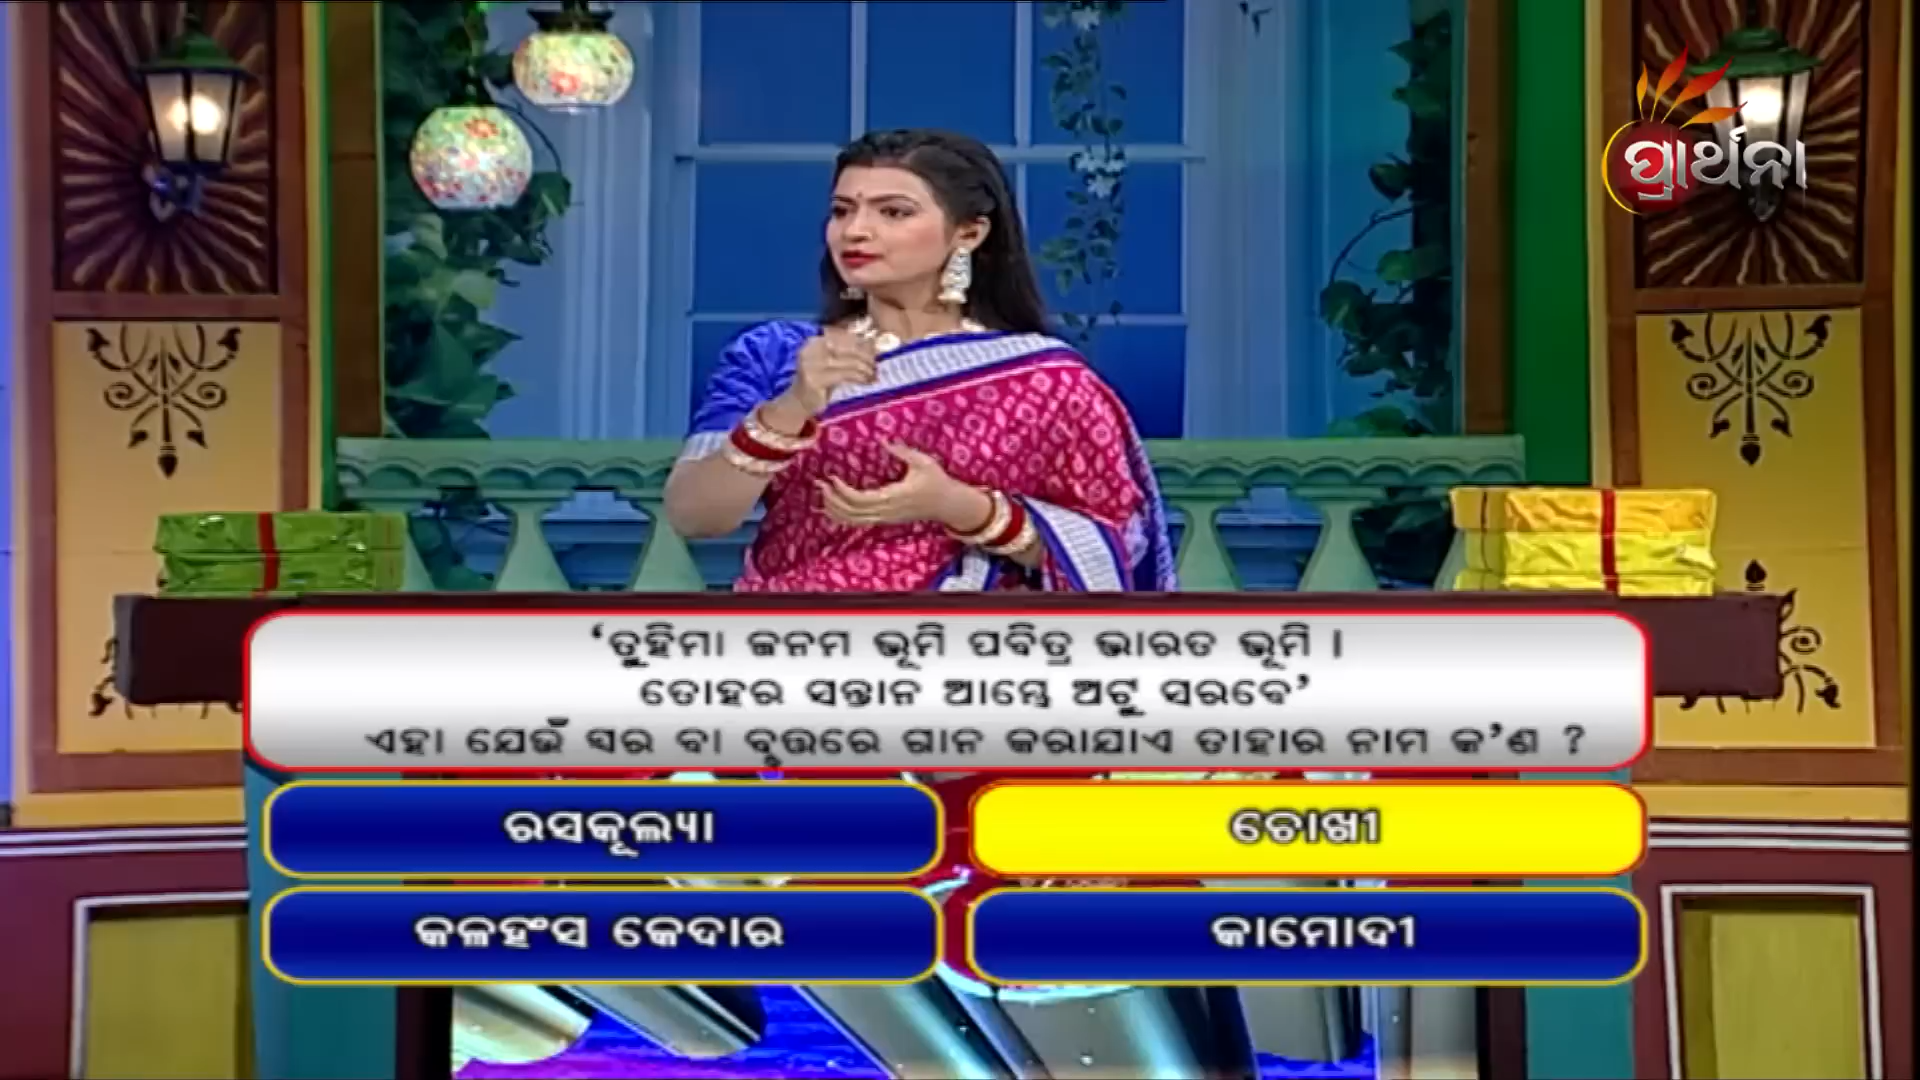 ପ୍ରାର୍ଥନା
‘ତୁହିମା ଜନମ ଭୂମି ପବିତ୍ର ଭାରତ ଭୂମି ।
ତୋହର ସନ୍ତାନ ଆମ୍ଭେ ଅଟୁ ସରବେ’
ଏହା ଯେଉଁ ସର ବା ବୃତ୍ତରେ ଗାନ କରାଯାଏ ତାହାର ନାମ କ’ଣ ?
ରସକୂଲ୍ୟା
ଚୋଖୀ
କଳହଂସ କେଦାର
କାମୋଦୀ